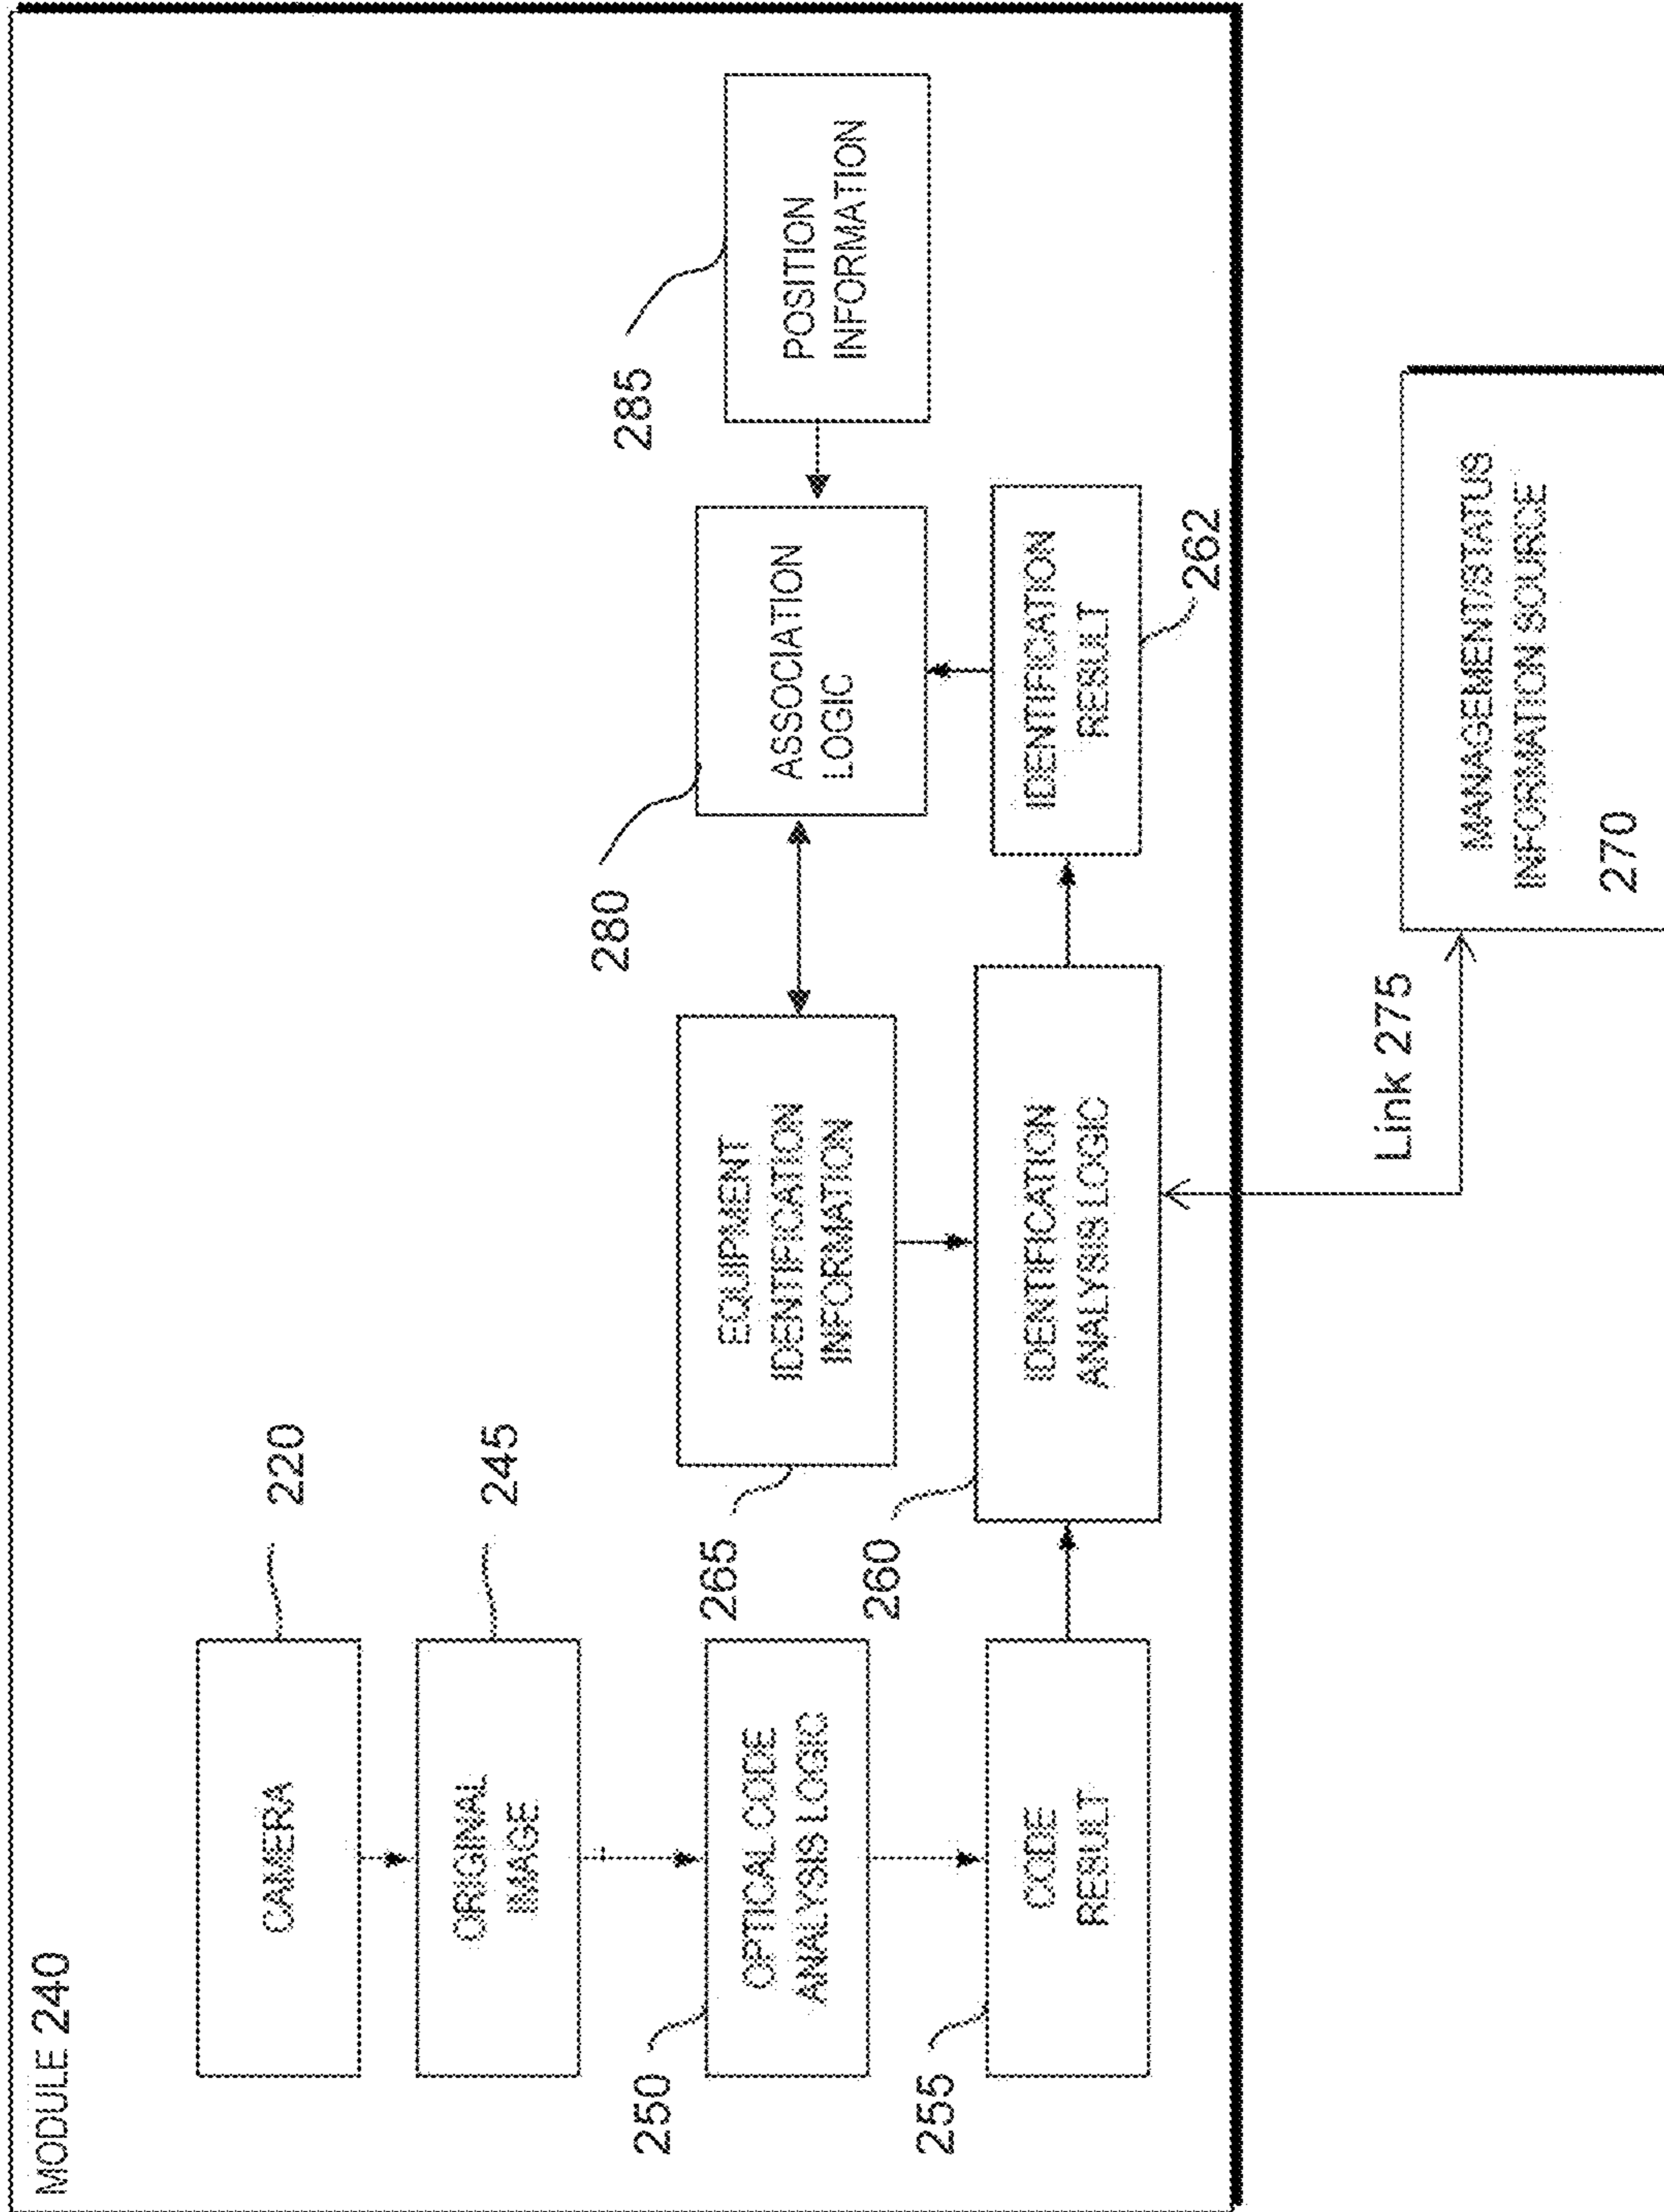 MODULE 240
CAMERA
220
ORIGINAL
IMAGE
245
OPTICAL CODE
ANALYSIS LOGIC
250
CODE
RESULT
255
EQUIPMENT
IDENTIFICATION
INFORMATION
265
IDENTIFICATION
ANALYSIS LOGIC
260
ASSOCIATION
LOGIC
280
IDENTIFICATION
RESULT
262
POSITION
INFORMATION
285
Link 275
MANAGEMENT/STATUS
INFORMATION SOURCE
270